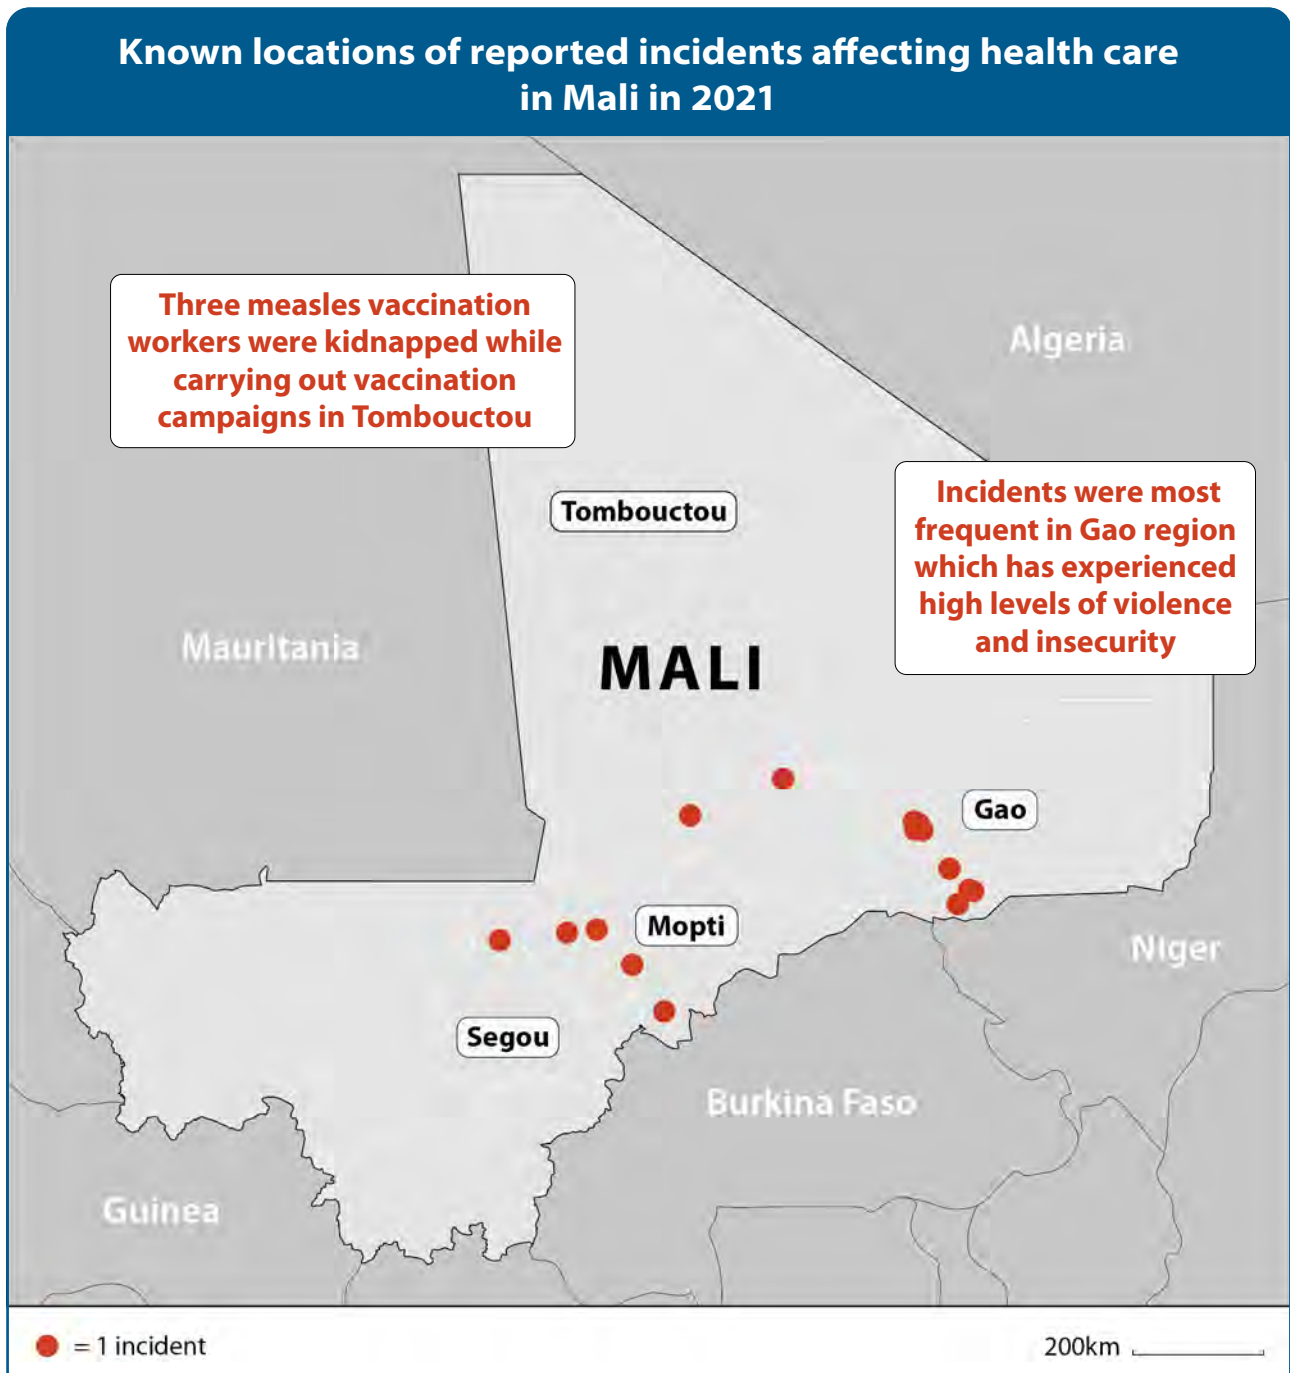 Known locations of reported incidents affecting health care
in Mali in 2021
Three measles vaccination
workers were kidnapped while
carrying out vaccination
campaigns in Tombouctou
Algeria
Incidents were most
frequent in Gao region
which has experienced
high levels of violence
and insecurity
Tombouctou
Mauritania
MALI
Gao
Mopti
Niger
Segou
Burkina Faso
Guinea
= 1 incident
200km